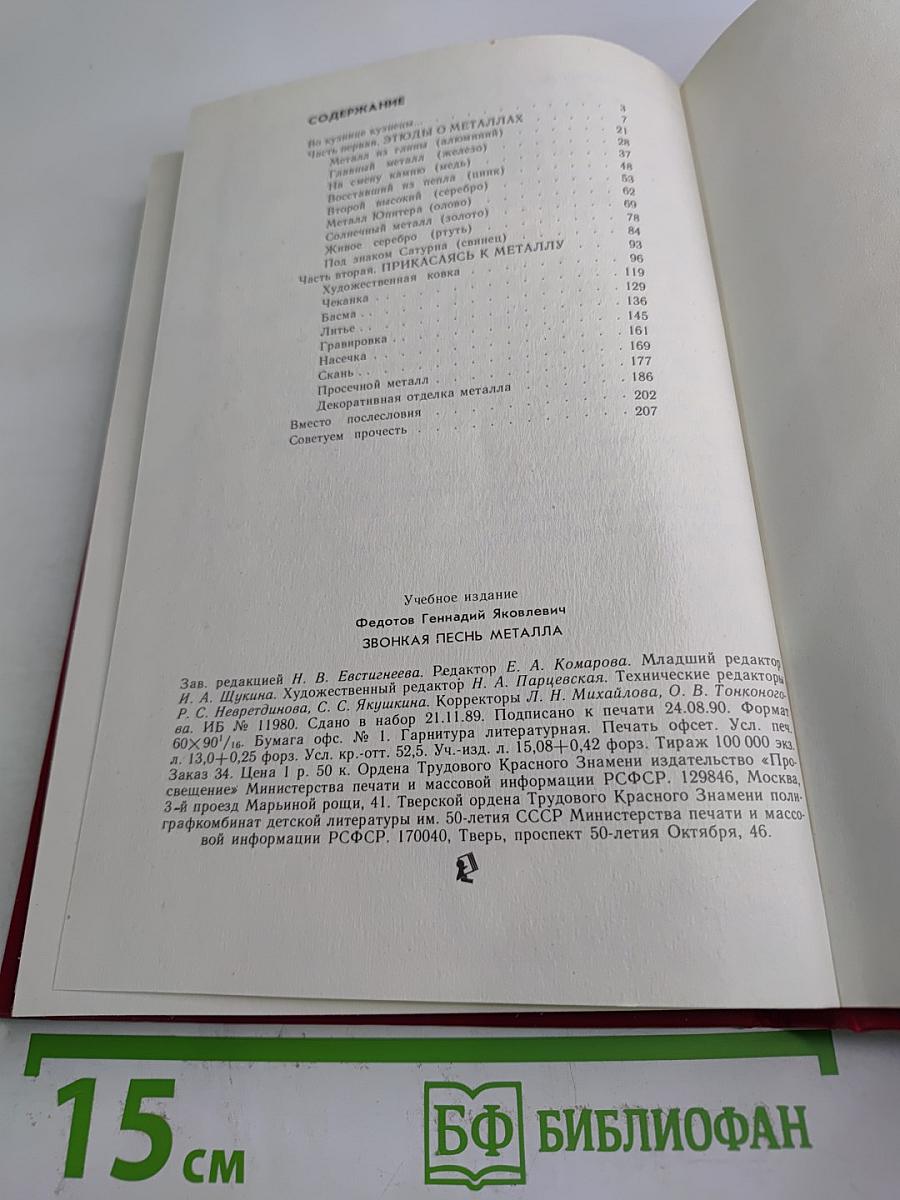 СОДЕРЖАНИЕ
Во кузнице кузнецы... 3
Часть первая. ЭТЮДЫ О МЕТАЛЛАХ 7
Металл из глины (алюминий) 21
Главный металл (железо) 28
На смену камню (медь) 37
Восставший из пепла (цинк) 48
Второй высокий (серебро) 53
Металл Юпитера (олово) 62
Солнечный металл (золото) 69
Живое серебро (ртуть) 78
Под знаком Сатурна (свинец) 84
Часть вторая. ПРИКАСАЯСЬ К МЕТАЛЛУ 93
Художественная ковка 96
Чеканка 119
Басма 129
Литье 136
Гравировка 145
Насечка 161
Скань 169
Просечной металл 177
Декоративная отделка металла 186
Вместо послесловия 202
Советуем прочесть 207
Учебное издание
Федотов Геннадий Яковлевич
ЗВОНКАЯ ПЕСНЬ МЕТАЛЛА
Зав. редакцией Н. В. Евстигнеева. Редактор Е. А. Комарова. Младший редактор
И. А. Щукина. Художественный редактор Н. А. Парцевская. Технические редакторы
Р. С. Невретдинова, С. С. Якушкина. Корректоры Л. Н. Михайлова, О. В. Тонконого-
ва. ИБ № 11980. Сдано в набор 21.11.89. Подписано к печати 24.08.90. Формат
60×90¹/₁₆. Бумага офс. № 1. Гарнитура литературная. Печать офсет. Усл. печ.
л. 13,0+0,25 форз. Усл. кр.-отт. 52,5. Уч.-изд. л. 15,08+0,42 форз. Тираж 100 000 экз.
Заказ 34. Цена 1 р. 50 к. Ордена Трудового Красного Знамени издательство «Про-
свещение» Министерства печати и массовой информации РСФСР. 129846, Москва,
3-й проезд Марьиной рощи, 41. Тверской ордена Трудового Красного Знамени поли-
графкомбинат детской литературы им. 50-летия СССР Министерства печати и массо-
вой информации РСФСР. 170040, Тверь, проспект 50-летия Октября, 46.
15 см
БФ БИБЛИОФАН